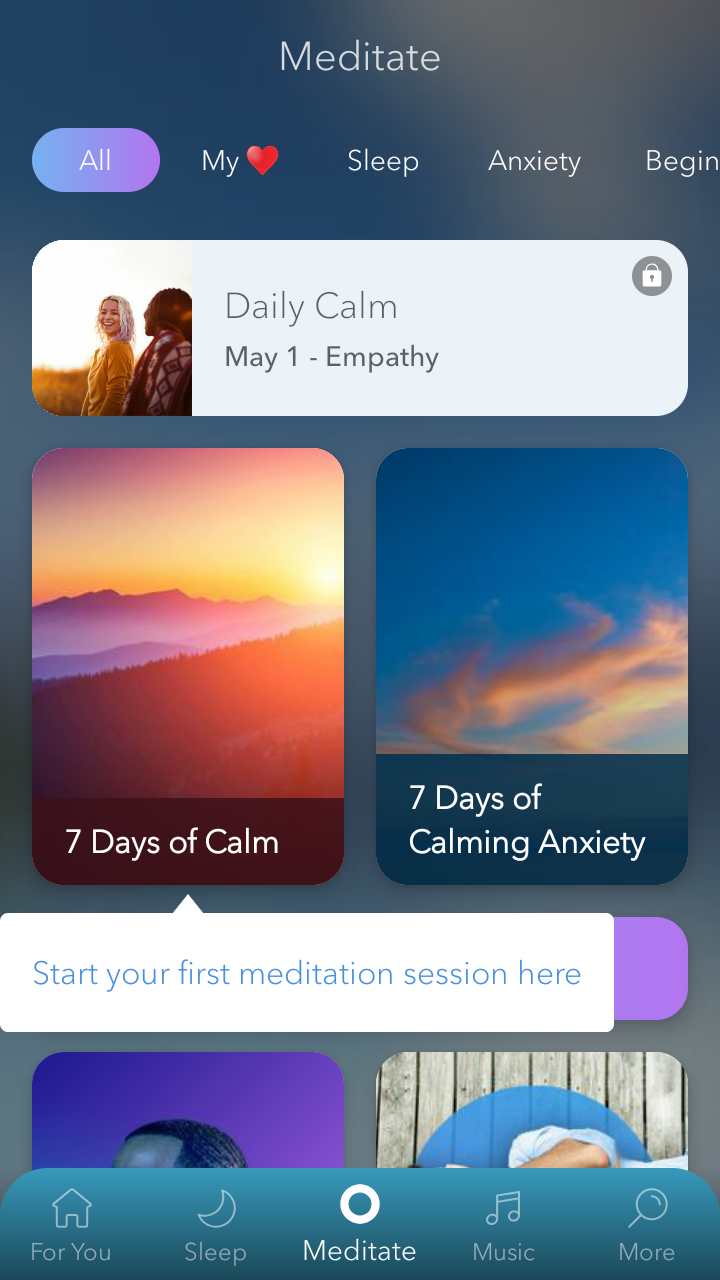 Meditate
All
My ❤️
Sleep
Anxiety
Begin
Daily Calm
May 1 - Empathy
7 Days of Calm
7 Days of
Calming Anxiety
Start your first meditation session here
For You
Sleep
Meditate
Music
More